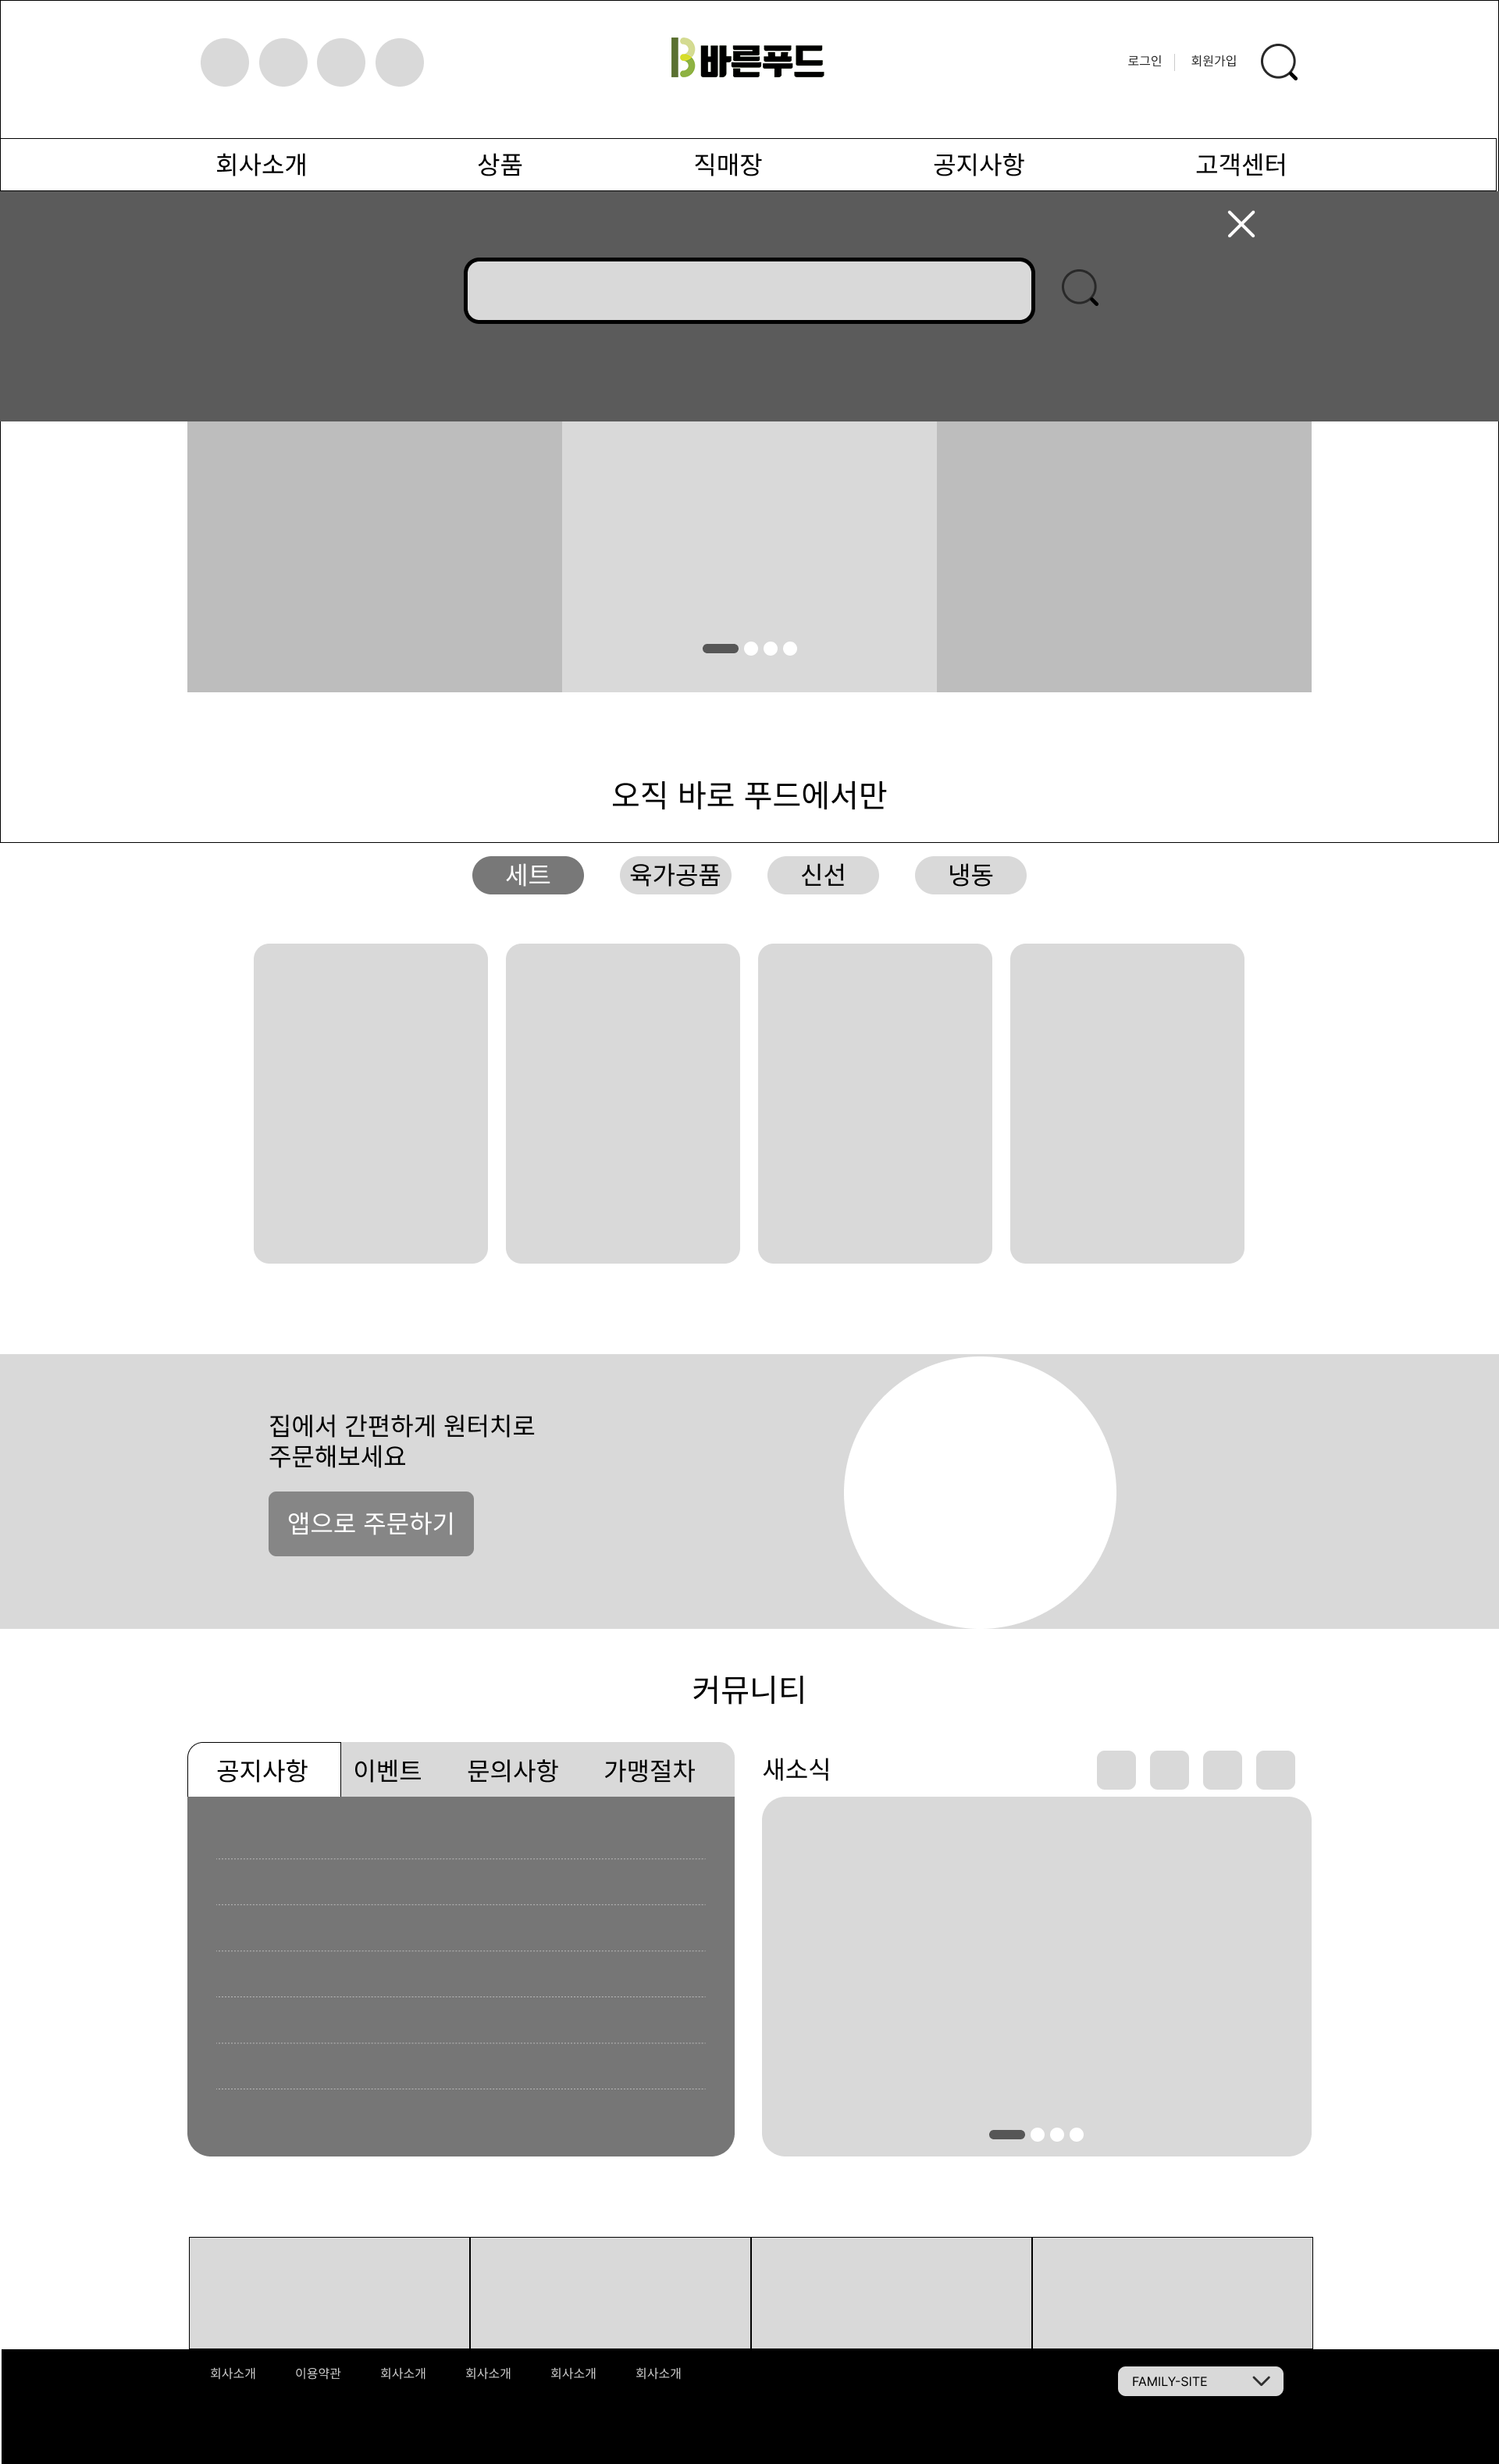 바른푸드
로그인 회원가입
회사소개 상품 직매장 공지사항 고객센터
오직 바로 푸드에서만
세트 육가공품 신선 냉동
집에서 간편하게 원터치로
주문해보세요
앱으로 주문하기
커뮤니티
공지사항 이벤트 문의사항 가맹절차
새소식
회사소개 이용약관 회사소개 회사소개 회사소개 회사소개
FAMILY-SITE